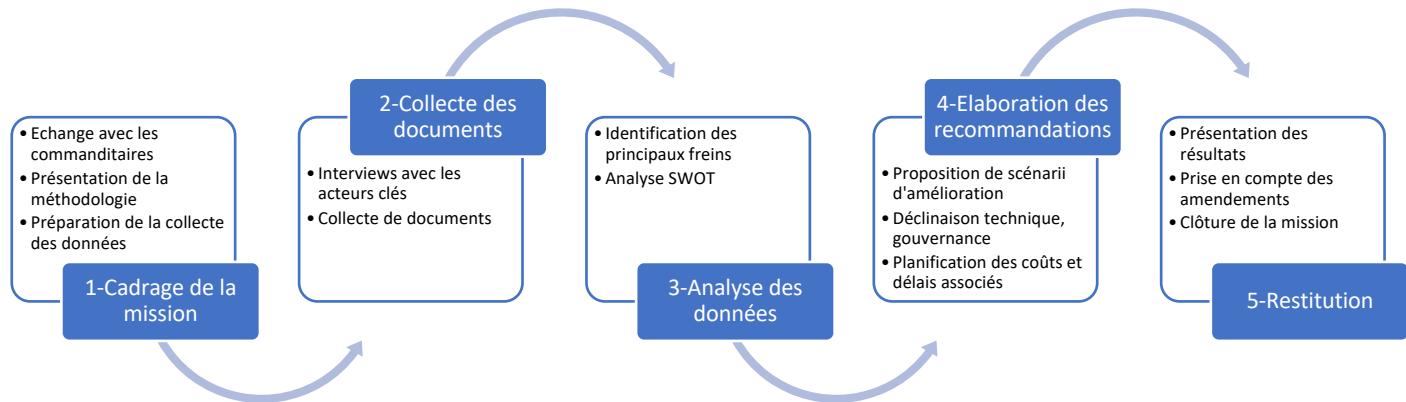 • Echange avec les
commanditaires
• Présentation de la
méthodologie
• Préparation de la collecte
des données
1-Cadrage de la
mission
2-Collecte des
documents
• Interviews avec les
acteurs clés
• Collecte de documents
• Identification des
principaux freins
• Analyse SWOT
3-Analyse des
données
4-Elaboration des
recommandations
• Proposition de scénarii
d'amélioration
• Déclinaison technique,
gouvernance
• Planification des coûts et
délais associés
• Présentation des
résultats
• Prise en compte des
amendements
• Clôture de la mission
5-Restitution